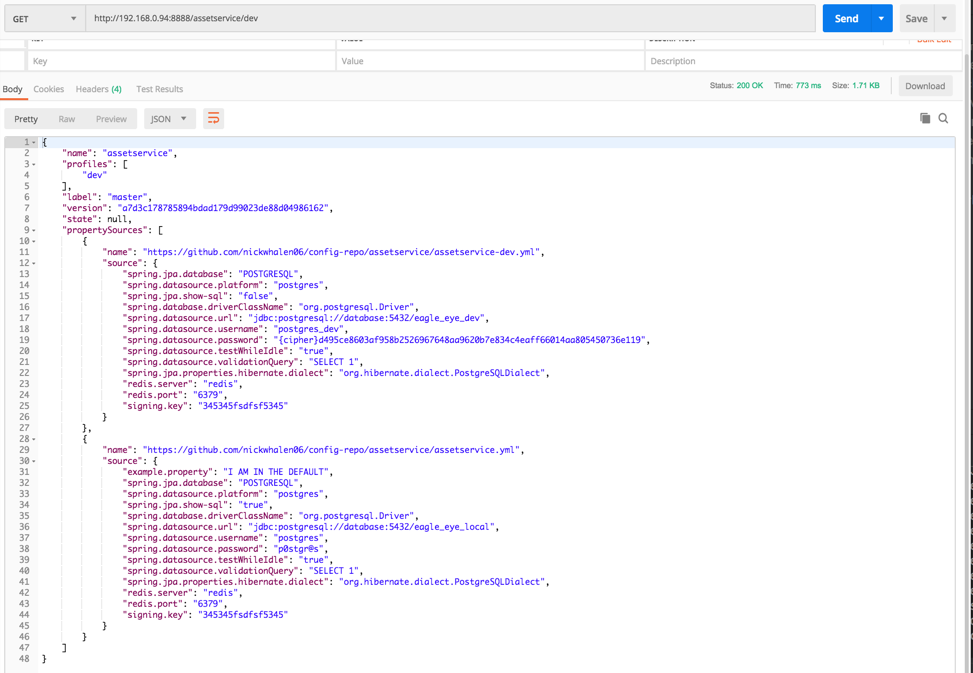 GET
http://192.168.0.94:8888/assetservice/dev
Send
Save
Key
Value
Description
Body
Cookies
Headers (4)
Test Results
Status: 200 OK
Time: 773 ms
Size: 1.71 KB
Download
Pretty
Raw
Preview
JSON
1 {
2 "name": "assetservice",
3 "profiles": [
4 "dev"
5 ],
6 "label": "master",
7 "version": "a7d3c178785894bdad179d99023de88d04986162",
8 "state": null,
9 "propertySources": [
10 {
11 "name": "https://github.com/nickwhalen06/config-repo/assetservice/assetservice-dev.yml",
12 "source": {
13 "spring.jpa.database": "POSTGRESQL",
14 "spring.datasource.platform": "postgres",
15 "spring.jpa.show-sql": "false",
16 "spring.database.driverClassName": "org.postgresql.Driver",
17 "spring.datasource.url": "jdbc:postgresql://database:5432/eagle_eye_dev",
18 "spring.datasource.username": "postgres_dev",
19 "spring.datasource.password": "{cipher}d495ce8603af958b2526967648aa9620b7e834c4eaff66014aa805450736e119",
20 "spring.datasource.testWhileIdle": "true",
21 "spring.datasource.validationQuery": "SELECT 1",
22 "spring.jpa.properties.hibernate.dialect": "org.hibernate.dialect.PostgreSQLDialect",
23 "redis.server": "redis",
24 "redis.port": "6379",
25 "signing.key": "345345fsdfsf5345"
26 }
27 },
28 {
29 "name": "https://github.com/nickwhalen06/config-repo/assetservice/assetservice.yml",
30 "source": {
31 "example.property": "I AM IN THE DEFAULT",
32 "spring.jpa.database": "POSTGRESQL",
33 "spring.datasource.platform": "postgres",
34 "spring.jpa.show-sql": "true",
35 "spring.database.driverClassName": "org.postgresql.Driver",
36 "spring.datasource.url": "jdbc:postgresql://database:5432/eagle_eye_local",
37 "spring.datasource.username": "postgres",
38 "spring.datasource.password": "p0stgr@s",
39 "spring.datasource.testWhileIdle": "true",
40 "spring.datasource.validationQuery": "SELECT 1",
41 "spring.jpa.properties.hibernate.dialect": "org.hibernate.dialect.PostgreSQLDialect",
42 "redis.server": "redis",
43 "redis.port": "6379",
44 "signing.key": "345345fsdfsf5345"
45 }
46 }
47 ]
48 }